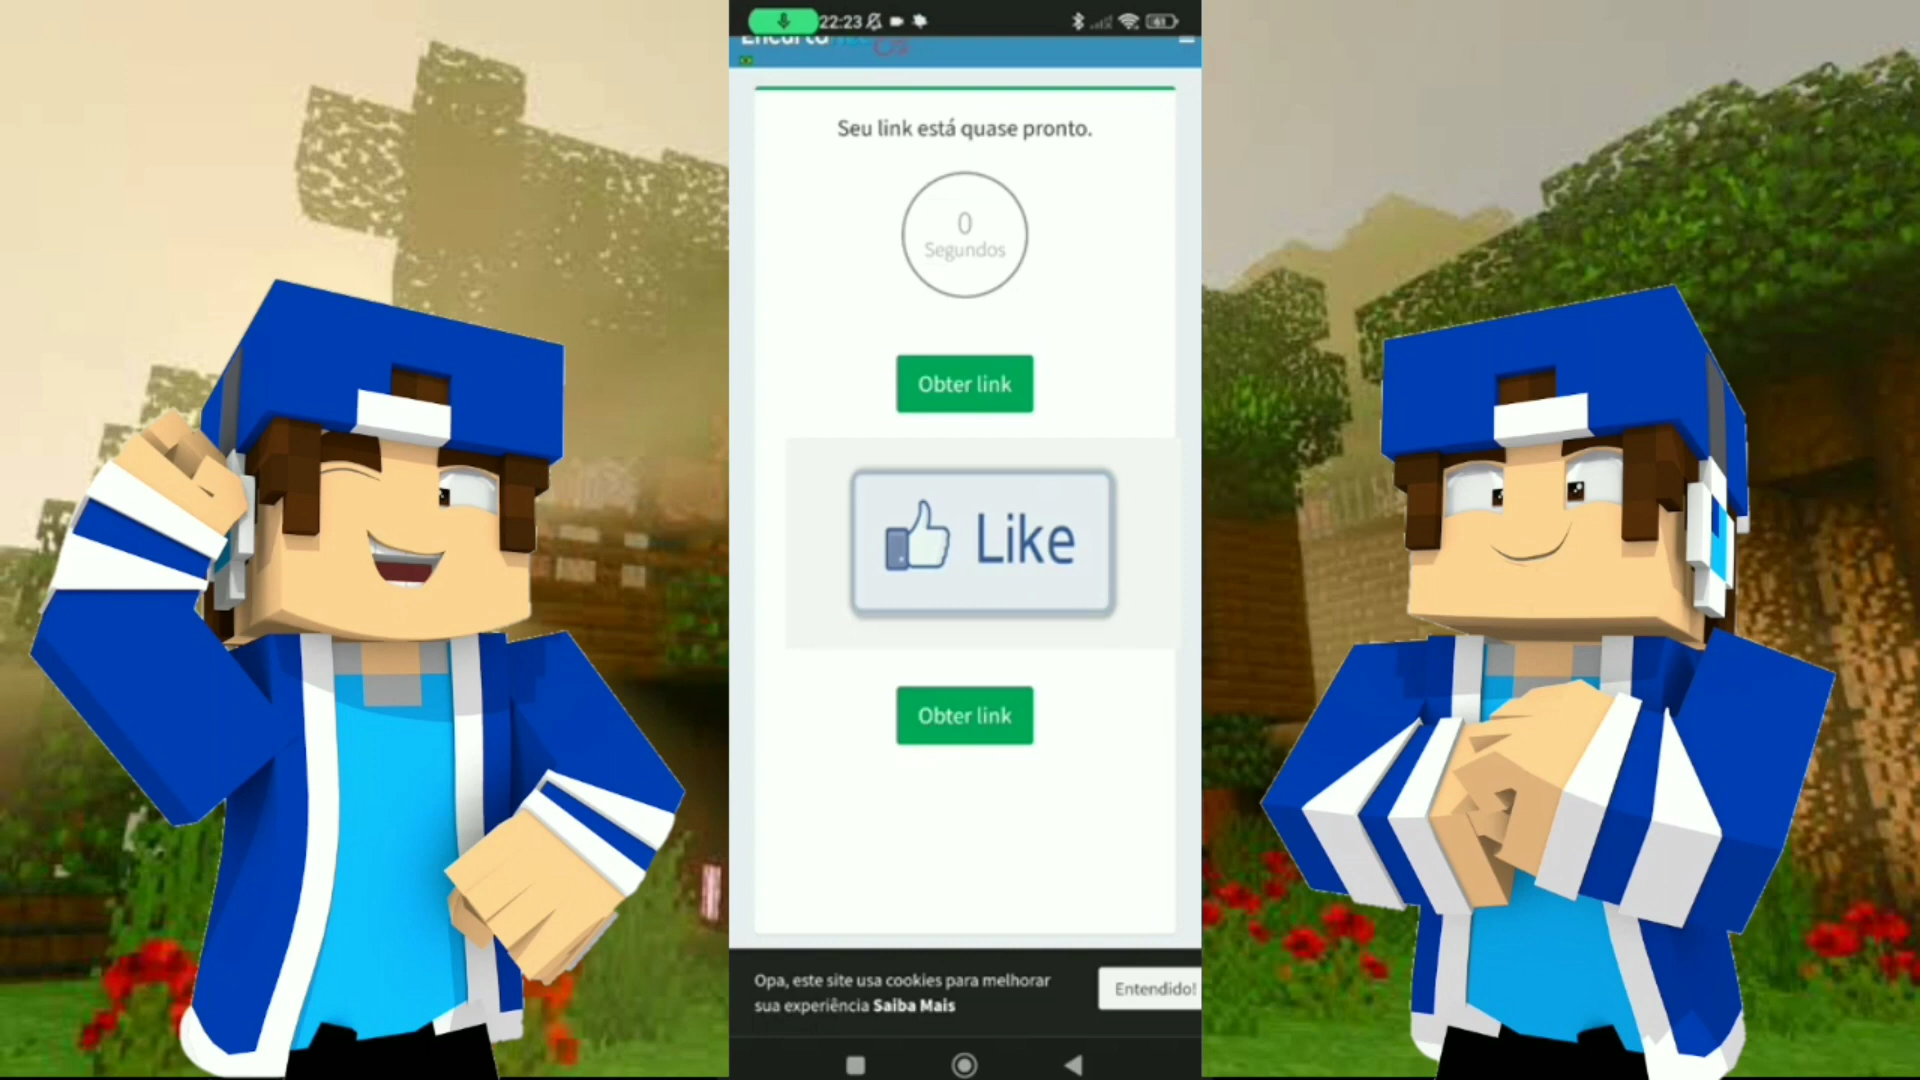 22:23
61
Seu link está quase pronto.
0
Segundos
Obter link
Like
Obter link
Opa, este site usa cookies para melhorar
sua experiência Saiba Mais
Entendido!